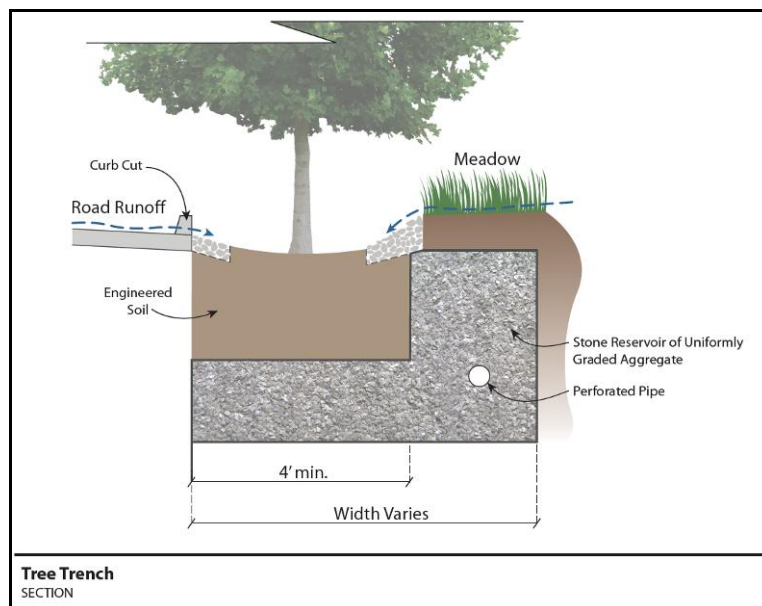 Curb Cut
Meadow
Road Runoff
Engineered
Soil
Stone Reservoir of Uniformly
Graded Aggregate
Perforated Pipe
4' min.
Width Varies
Tree Trench
SECTION